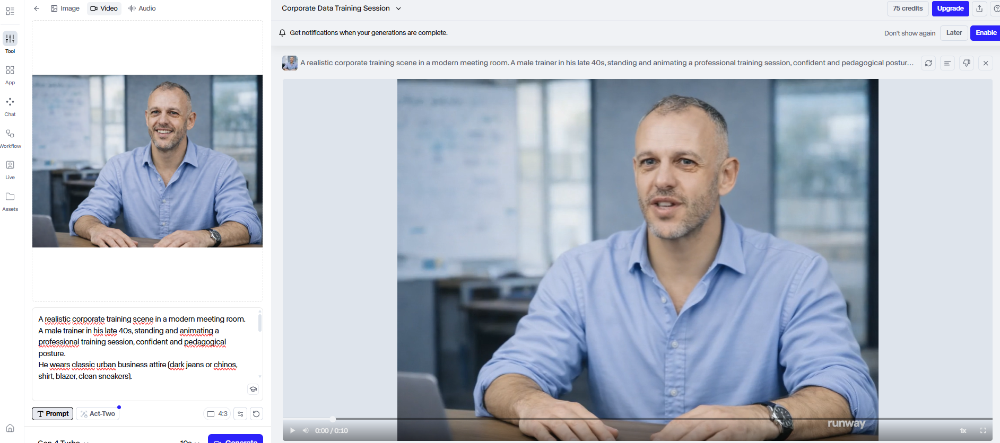 Image
Video
Audio
Tool
App
Chat
Workflow
Live
Assets
A realistic corporate training scene in a modern meeting room.
A male trainer in his late 40s, standing and animating a
professional training session, confident and pedagogical
posture.
He wears classic urban business attire (dark jeans or chinos,
shirt, blazer, clean sneakers).
Prompt
Act-Two
4:3
Gen-4 Turbo
10s
Generate
Corporate Data Training Session
75 credits
Upgrade
Get notifications when your generations are complete.
Don't show again
Later
Enable
A realistic corporate training scene in a modern meeting room. A male trainer in his late 40s, standing and animating a professional training session, confident and pedagogical postur...
0:00 / 0:10
runway
1x